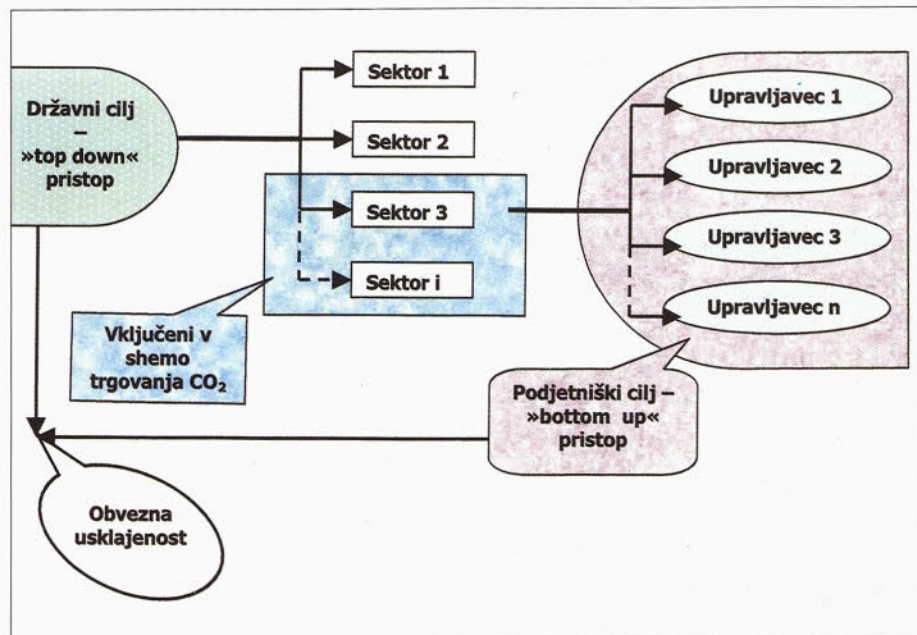 Državni cilj
–
»top down«
pristop
Sektor 1
Sektor 2
Sektor 3
Sektor i
Upravljavec 1
Upravljavec 2
Upravljavec 3
Upravljavec n
Vključeni v
shemo
trgovanja CO₂
Podjetniški cilj –
»bottom up«
pristop
Obvezna
usklajenost